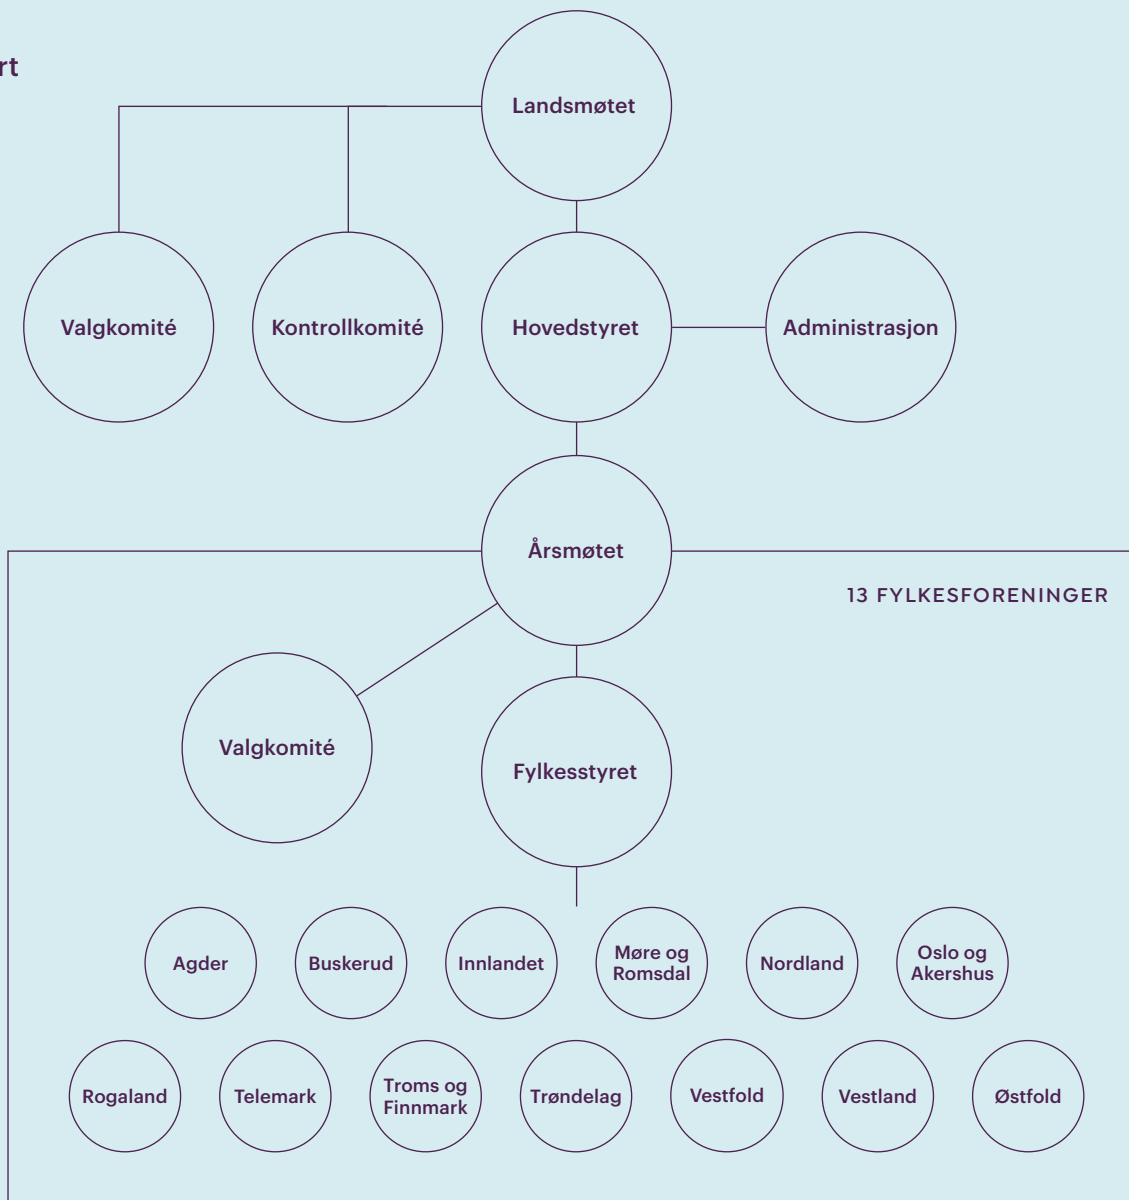 rt
Landsmøtet
Valgkomité
Kontrollkomité
Hovedstyret
Administrasjon
Årsmøtet
13 FYLKESFORENINGER
Valgkomité
Fylkesstyret
Agder
Buskerud
Innlandet
Møre og
Romsdal
Nordland
Oslo og
Akershus
Rogaland
Telemark
Troms og
Finnmark
Trøndelag
Vestfold
Vestland
Østfold